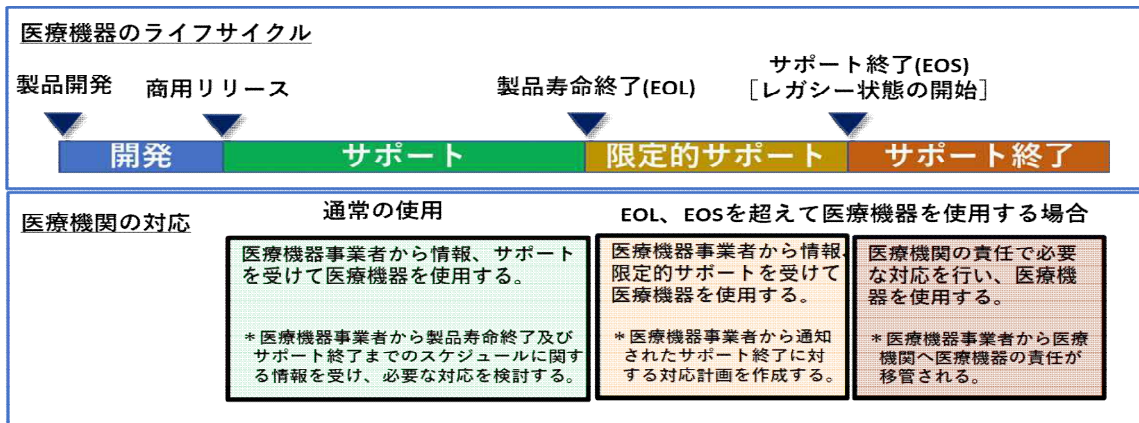 医療機器のライフサイクル
製品開発
商用リリース
製品寿命終了(EOL)
サポート終了(EOS)
［レガシー状態の開始］
開発
サポート
限定的サポート
サポート終了
医療機関の対応
通常の使用
EOL、EOSを超えて医療機器を使用する場合
医療機器事業者から情報、サポート
を受けて医療機器を使用する。
＊医療機器事業者から製品寿命終了及び
サポート終了までのスケジュールに関す
る情報を受け、必要な対応を検討する。
医療機器事業者から情報、
限定的サポートを受けて
医療機器を使用する。
＊医療機器事業者から通知
されたサポート終了に対
する対応計画を作成する。
医療機関の責任で必要
な対応を行い、医療機
器を使用する。
＊医療機器事業者から医療
機関へ医療機器の責任が
移管される。